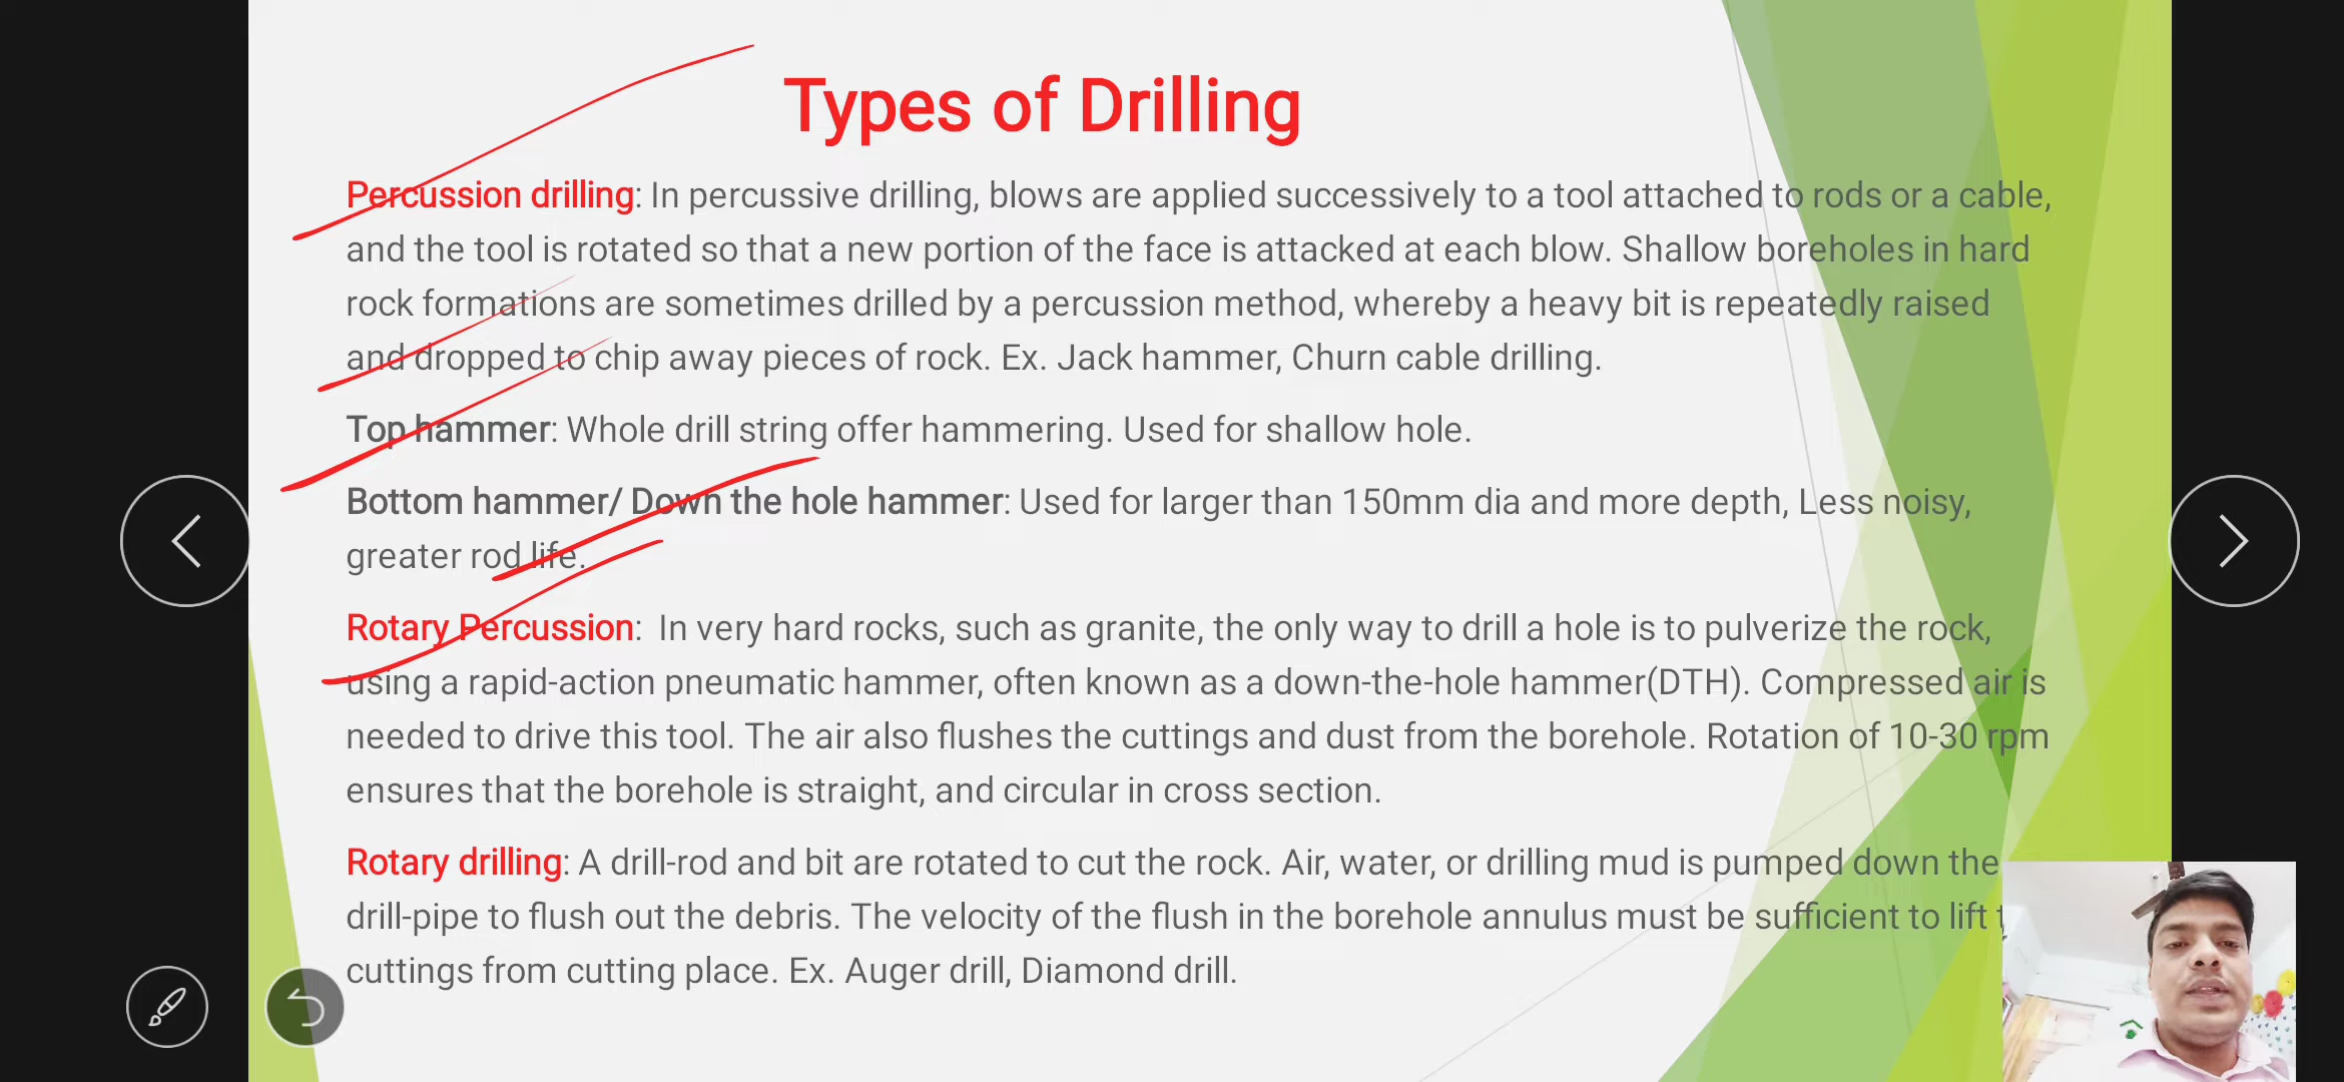 Types of Drilling
Percussion drilling: In percussive drilling, blows are applied successively to a tool attached to rods or a cable,
and the tool is rotated so that a new portion of the face is attacked at each blow. Shallow boreholes in hard
rock formations are sometimes drilled by a percussion method, whereby a heavy bit is repeatedly raised
and dropped to chip away pieces of rock. Ex. Jack hammer, Churn cable drilling.
Top hammer: Whole drill string offer hammering. Used for shallow hole.
Bottom hammer/ Down the hole hammer: Used for larger than 150mm dia and more depth, Less noisy,
greater rod life.
Rotary Percussion: In very hard rocks, such as granite, the only way to drill a hole is to pulverize the rock,
using a rapid-action pneumatic hammer, often known as a down-the-hole hammer(DTH). Compressed air is
needed to drive this tool. The air also flushes the cuttings and dust from the borehole. Rotation of 10-30 rpm
ensures that the borehole is straight, and circular in cross section.
Rotary drilling: A drill-rod and bit are rotated to cut the rock. Air, water, or drilling mud is pumped down the
drill-pipe to flush out the debris. The velocity of the flush in the borehole annulus must be sufficient to lift
cuttings from cutting place. Ex. Auger drill, Diamond drill.